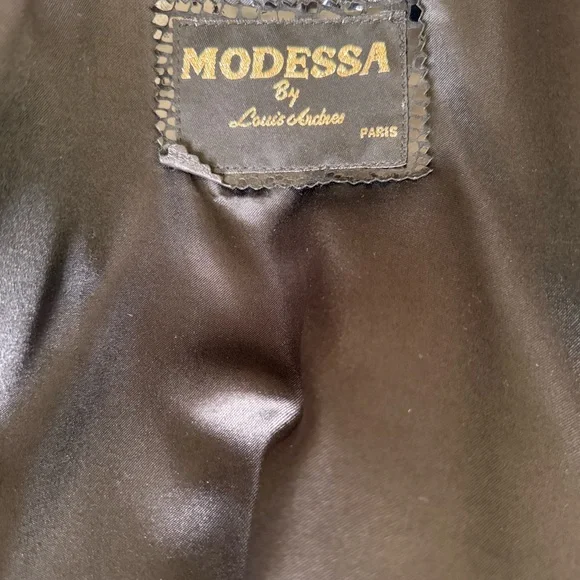 MODESSA
By
Louis Andres
PARIS